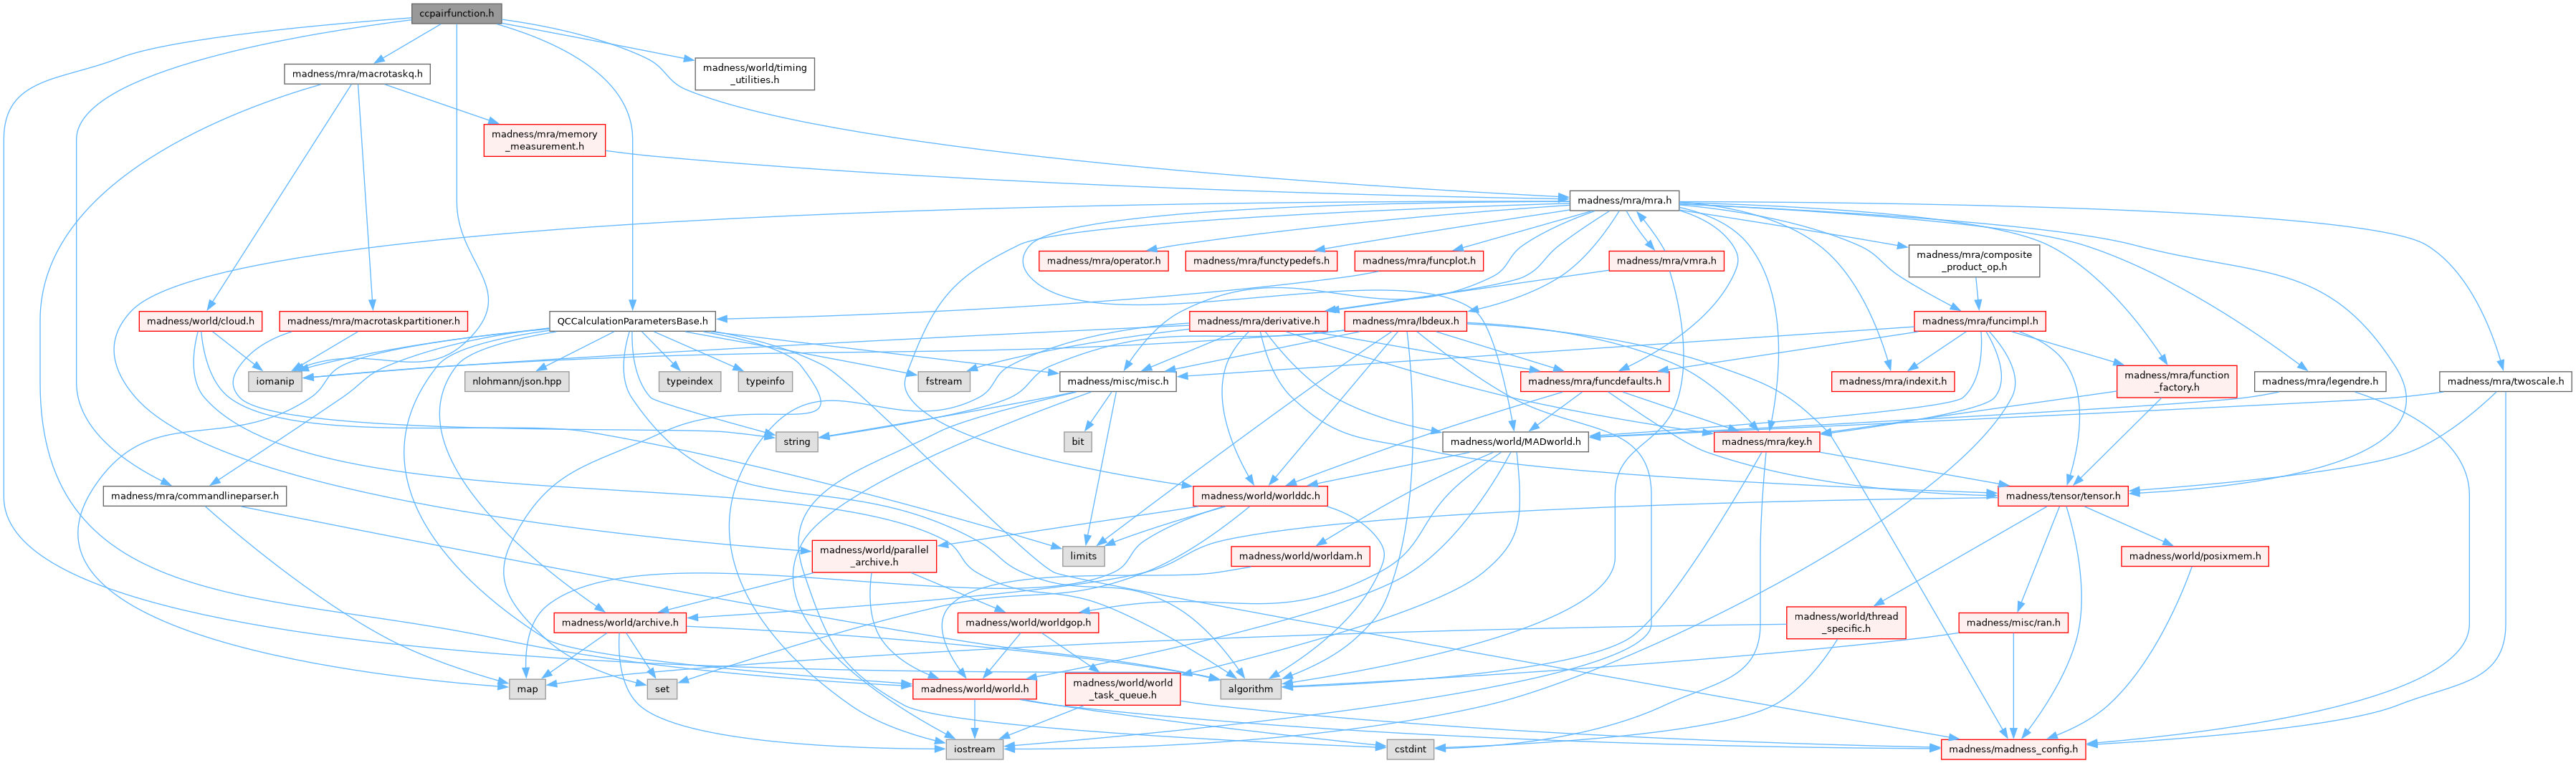 ccpairfunction.h
madness/mra/macrotaskq.h
madness/world/timing
_utilities.h
madness/mra/memory
_measurement.h
madness/mra/mra.h
madness/mra/operator.h
madness/mra/functypedefs.h
madness/mra/funcplot.h
madness/mra/vmra.h
madness/mra/composite
_product_op.h
madness/world/cloud.h
madness/mra/macrotaskpartitioner.h
QCCalculationParametersBase.h
madness/mra/derivative.h
madness/mra/lbdeux.h
madness/mra/funcimpl.h
iomanip
nlohmann/json.hpp
typeindex
typeinfo
fstream
madness/misc/misc.h
madness/mra/funcdefaults.h
madness/mra/indexit.h
madness/mra/function
_factory.h
madness/mra/legendre.h
madness/mra/twoscale.h
string
bit
madness/world/MADworld.h
madness/mra/key.h
madness/mra/commandlineparser.h
madness/world/worlddc.h
madness/tensor/tensor.h
madness/world/parallel
_archive.h
limits
madness/world/worldam.h
madness/world/posixmem.h
madness/world/archive.h
madness/world/worldgop.h
madness/world/thread
_specific.h
madness/misc/ran.h
map
set
madness/world/world.h
madness/world/world
_task_queue.h
algorithm
iostream
cstdint
madness/madness_config.h